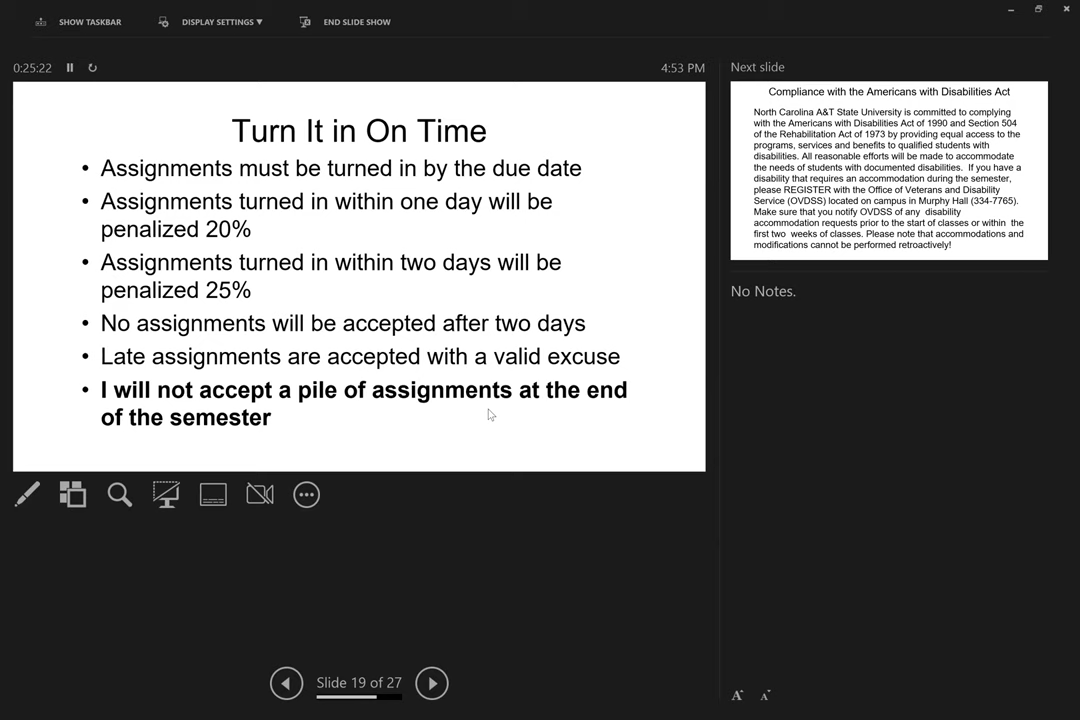 SHOW TASKBAR
DISPLAY SETTINGS ▼
END SLIDE SHOW
0:25:22
4:53 PM
Turn It in On Time
• Assignments must be turned in by the due date
• Assignments turned in within one day will be
penalized 20%
• Assignments turned in within two days will be
penalized 25%
• No assignments will be accepted after two days
• Late assignments are accepted with a valid excuse
• I will not accept a pile of assignments at the end
of the semester
Slide 19 of 27
Next slide
Compliance with the Americans with Disabilities Act
North Carolina A&T State University is committed to complying
with the Americans with Disabilities Act of 1990 and Section 504
of the Rehabilitation Act of 1973 by providing equal access to the
programs, services and benefits to qualified students with
disabilities. All reasonable efforts will be made to accommodate
the needs of students with documented disabilities. If you have a
disability that requires an accommodation during the semester,
please REGISTER with the Office of Veterans and Disability
Service (OVDSS) located on campus in Murphy Hall (334-7765).
Make sure that you notify OVDSS of any disability
accommodation requests prior to the start of classes or within the
first two weeks of classes. Please note that accommodations and
modifications cannot be performed retroactively!
No Notes.
A A